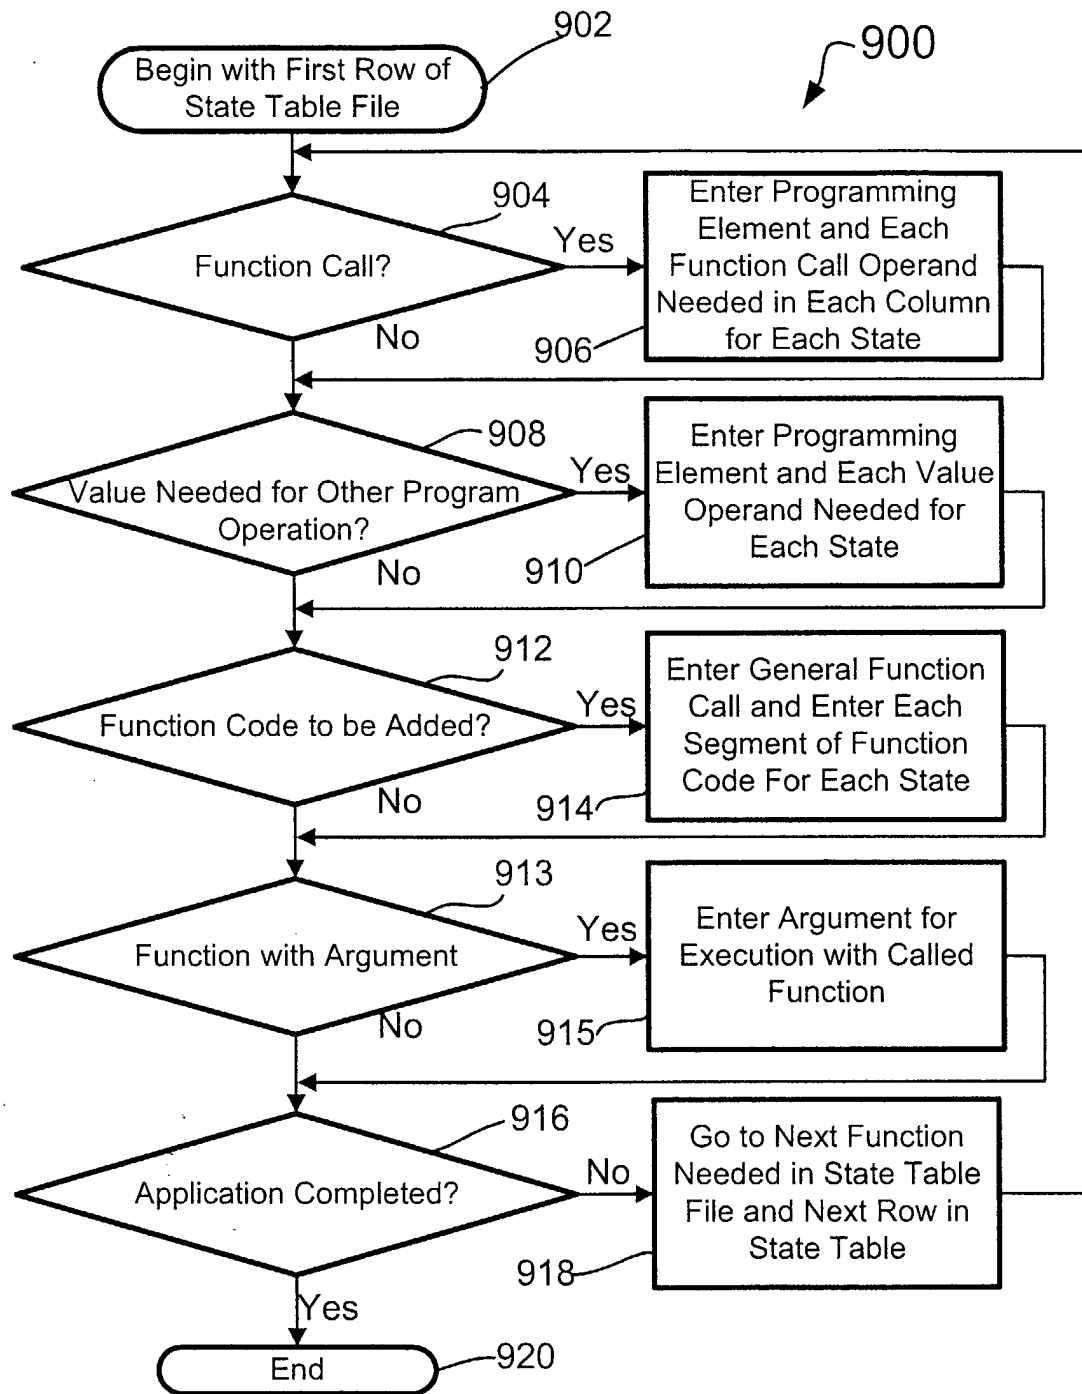 902
900
Begin with First Row of
State Table File
904
Function Call?
Yes
No
Enter Programming
Element and Each
Function Call Operand
Needed in Each Column
for Each State
906
908
Value Needed for Other Program
Operation?
Yes
No
Enter Programming
Element and Each Value
Operand Needed for
Each State
910
912
Function Code to be Added?
Yes
No
Enter General Function
Call and Enter Each
Segment of Function
Code For Each State
914
913
Function with Argument
Yes
No
Enter Argument for
Execution with Called
Function
915
916
Application Completed?
No
Yes
Go to Next Function
Needed in State Table
File and Next Row in
State Table
918
End
920